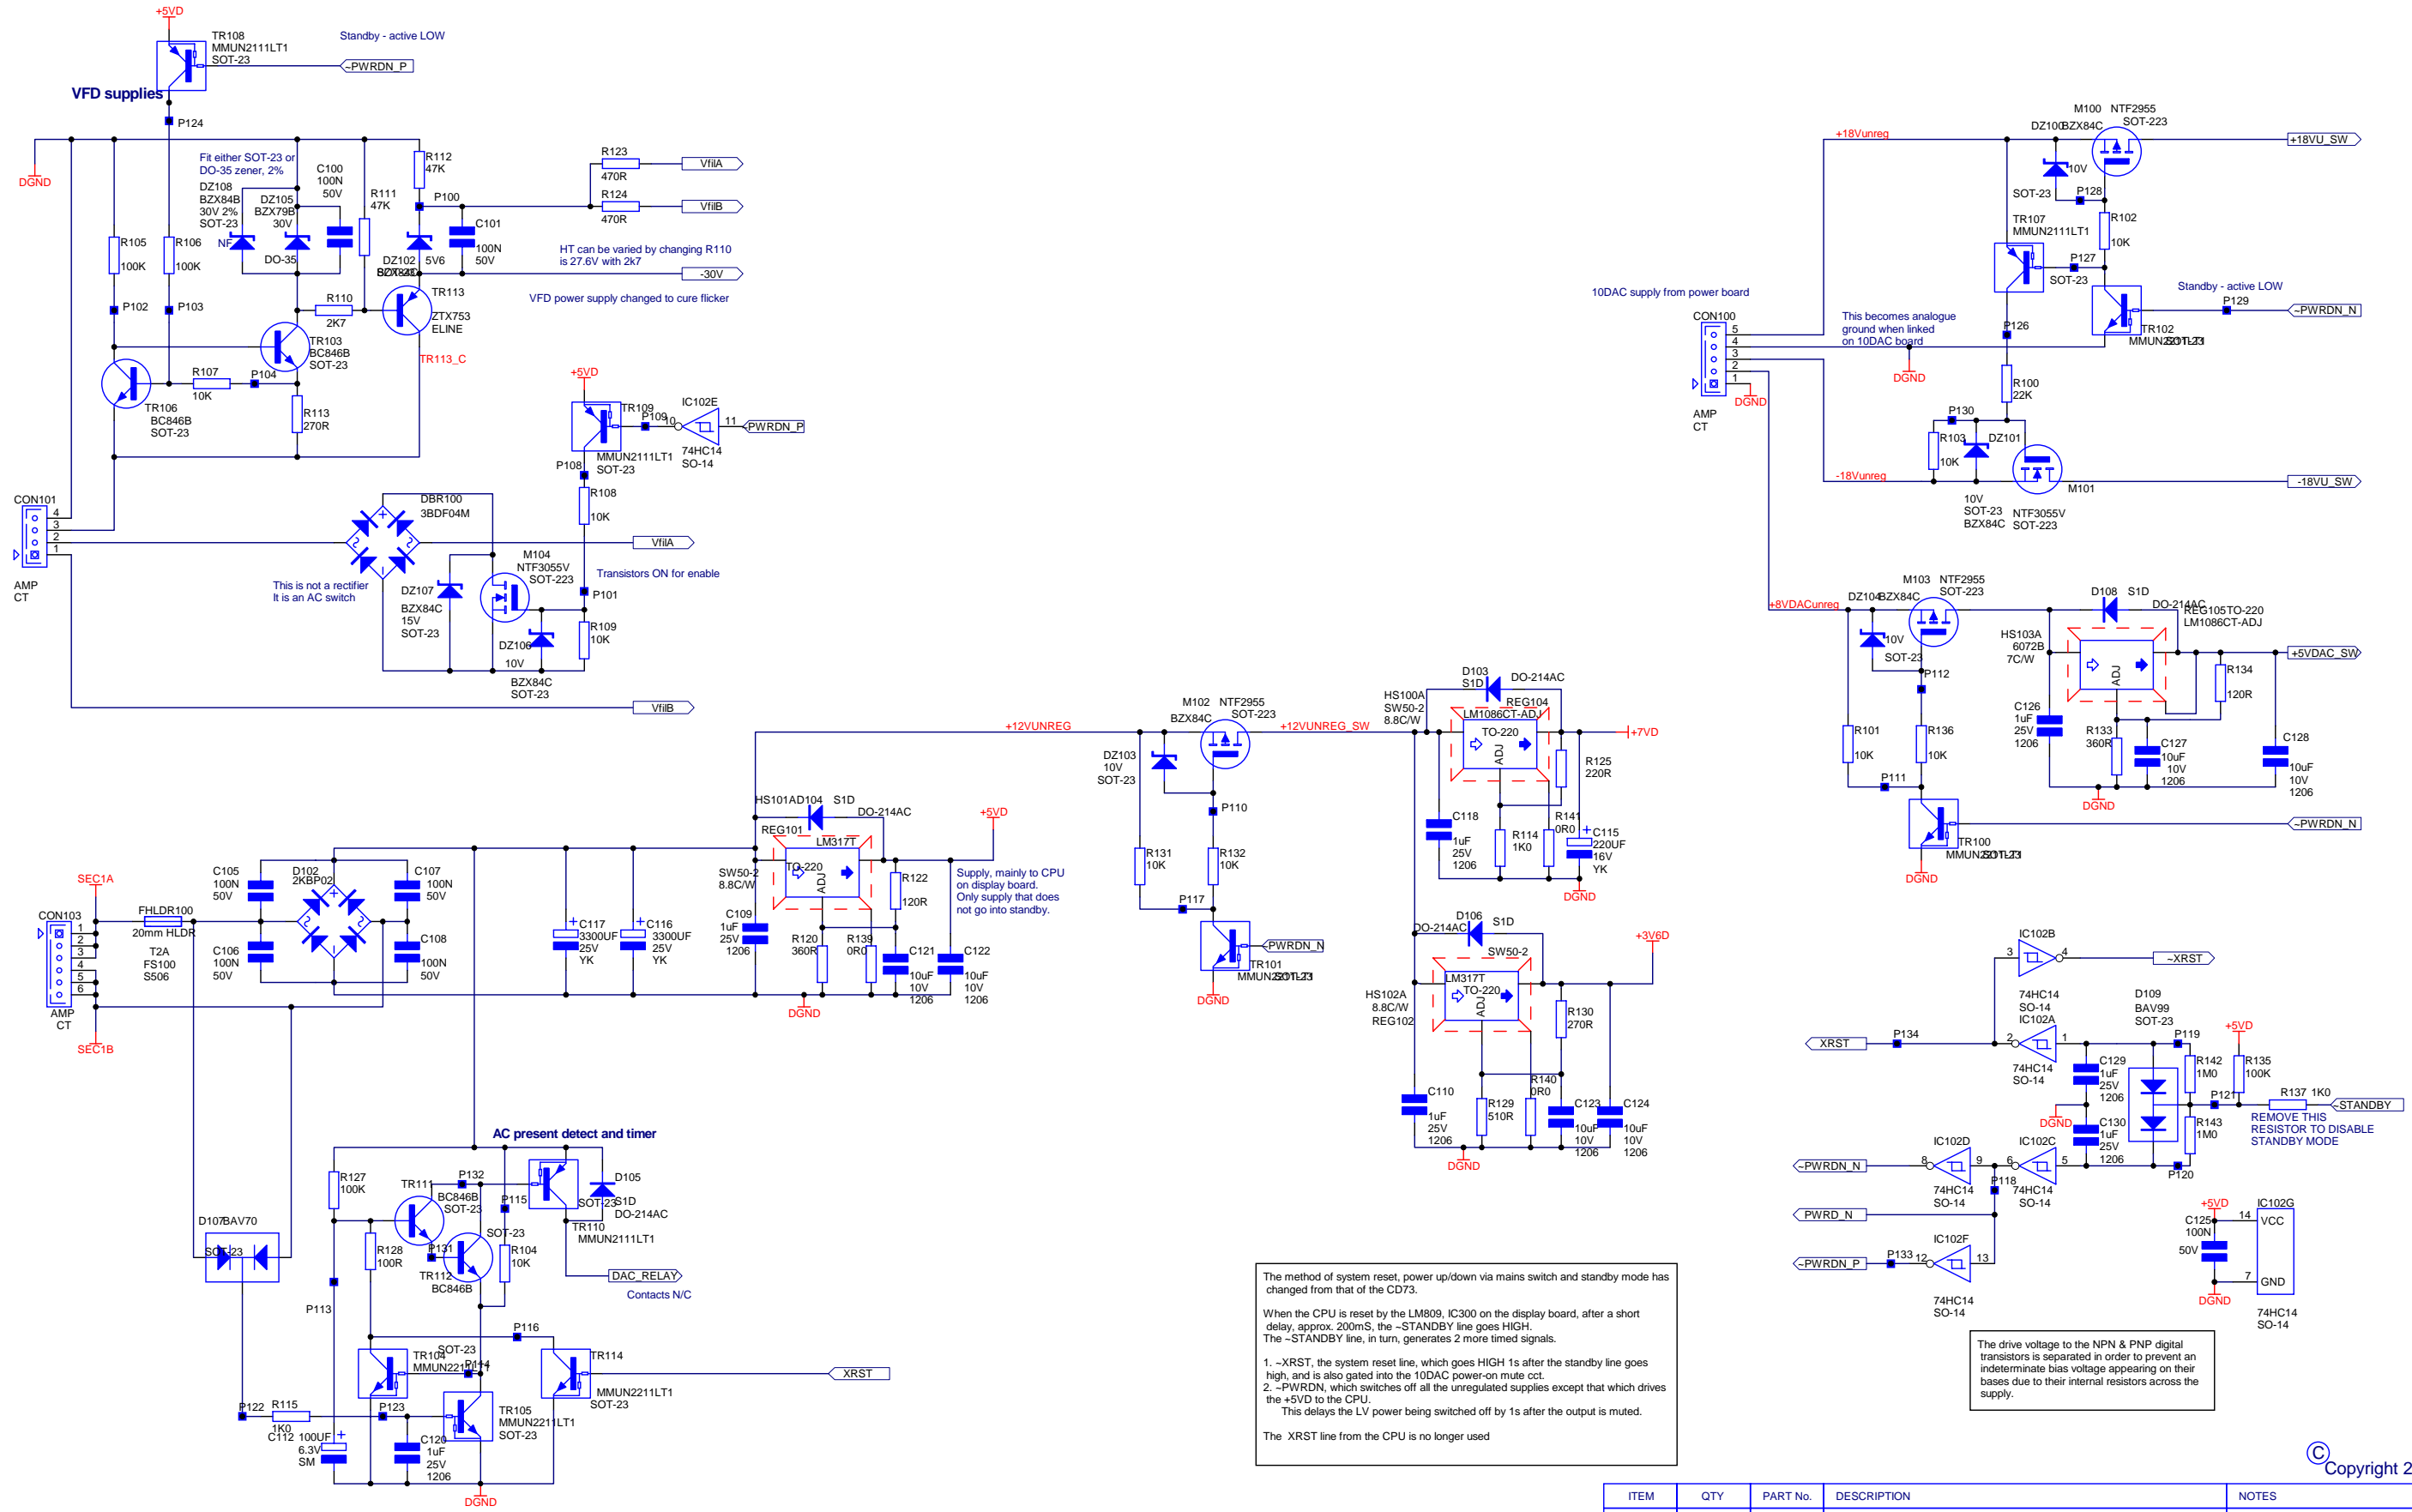 +5VD
TR108
MMUN2111LT1
SOT-23
Standby - active LOW
~PWRDN_P
VFD supplies
P124
DGND
Fit either SOT-23 or
DO-35 zener, 2%
DZ108
BZX84B
30V 2%
SOT-23
NF
DZ105
BZX79B
30V
DO-35
C100
100N
50V
R111
47K
R112
47K
P100
C101
100N
50V
R123
470R
R124
470R
VfilA
VfilB
HT can be varied by changing R110
is 27.6V with 2k7
-30V
VFD power supply changed to cure flicker
DZ102
5V6
R105
100K
R106
100K
P102
P103
R110
2K7
TR113
ZTX753
ELINE
TR113_C
TR103
BC846B
SOT-23
R107
10K
P104
TR106
BC846B
SOT-23
R113
270R
+5VD
TR109
P109
10
IC102E
11
~PWRDN_P
74HC14
SO-14
MMUN2111LT1
SOT-23
P108
R108
10K
CON101
4
3
2
1
AMP
CT
DBR100
3BDF04M
This is not a rectifier
It is an AC switch
M104
NTF3055V
SOT-223
VfilA
Transistors ON for enable
DZ107
BZX84C
15V
SOT-23
P101
R109
10K
DZ106
10V
BZX84C
SOT-23
VfilB
10DAC supply from power board
CON100
5
4
3
2
1
AMP
CT
DGND
+18Vunreg
This becomes analogue
ground when linked
on 10DAC board
DGND
-18Vunreg
M100 NTF2955
SOT-223
DZ100
BZX84C
10V
SOT-23
P128
+18VU_SW
R102
10K
TR107
MMUN2111LT1
SOT-23
P127
Standby - active LOW
P129
~PWRDN_N
TR102
P126
R100
22K
P130
R103
10K
DZ101
10V
SOT-23
BZX84C
NTF3055V
SOT-223
M101
-18VU_SW
+8VDACunreg
M103 NTF2955
SOT-223
DZ104
BZX84C
10V
SOT-23
P112
D108 S1D
DO-214AC
REG105
TO-220
LM1086CT-ADJ
HS103A
6072B
7C/W
ADJ
+5VDAC_SW
R134
120R
C126
1uF
25V
1206
R133
360R
C127
10uF
10V
1206
C128
10uF
10V
1206
DGND
R101
10K
R136
10K
P111
~PWRDN_N
TR100
DGND
+12VUNREG
M102 NTF2955
SOT-223
BZX84C
DZ103
10V
SOT-23
P110
+12VUNREG_SW
R131
10K
R132
10K
P117
~PWRDN_N
TR101
DGND
HS100A
SW50-2
8.8C/W
D103
S1D
DO-214AC
REG104
LM1086CT-ADJ
TO-220
ADJ
+7VD
R125
220R
C118
1uF
25V
1206
R114
1K0
R141
0R0
C115
220UF
16V
YK
DGND
D106 S1D
DO-214AC
SW50-2
LM317T
TO-220
ADJ
HS102A
8.8C/W
REG102
+3V6D
R130
270R
C110
1uF
25V
1206
R129
510R
R140
0R0
C123
10uF
10V
1206
C124
10uF
10V
1206
DGND
HS101A
D104 S1D
DO-214AC
REG101
LM317T
TO-220
ADJ
SW50-2
8.8C/W
+5VD
Supply, mainly to CPU
on display board.
Only supply that does
not go into standby.
R122
120R
C109
1uF
25V
1206
R120
360R
R139
0R0
C121
10uF
10V
1206
C122
10uF
10V
1206
DGND
C117
3300UF
25V
YK
C116
3300UF
25V
YK
SEC1A
CON103
1
2
3
4
5
6
AMP
CT
SEC1B
FHLDR100
20mm HLDR
T2A
FS100
S506
C105
100N
50V
D102
2KBP02
C107
100N
50V
C106
100N
50V
C108
100N
50V
AC present detect and timer
R127
100K
TR111
BC846B
SOT-23
P132
P115
SOT-23
D105
S1D
DO-214AC
TR110
MMUN2111LT1
R128
100R
P131
TR112
BC846B
SOT-23
R104
10K
DAC_RELAY
Contacts N/C
D107
BAV70
SOT-23
P113
P116
TR104
MMUN2211LT1
SOT-23
P114
TR114
MMUN2211LT1
SOT-23
XRST
TR105
MMUN2211LT1
SOT-23
P122
R115
1K0
P123
C112 100UF
6.3V
SM
C120
1uF
25V
1206
DGND
IC102B
3
4
~XRST
74HC14
SO-14
IC102A
2
1
74HC14
SO-14
XRST
P134
D109
BAV99
SOT-23
P119
+5VD
R142
1M0
R135
100K
C129
1uF
25V
1206
P121
R137 1K0
~STANDBY
REMOVE THIS
RESISTOR TO DISABLE
STANDBY MODE
DGND
C130
1uF
25V
1206
R143
1M0
P120
IC102D
8
9
74HC14
SO-14
~PWRDN_N
IC102C
6
5
74HC14
SO-14
P118
PWRD_N
IC102F
12
13
74HC14
SO-14
~PWRDN_P
P133
+5VD
C125
100N
50V
DGND
IC102G
14 VCC
7 GND
74HC14
SO-14
The method of system reset, power up/down via mains switch and standby mode has
changed from that of the CD73.
When the CPU is reset by the LM809, IC300 on the display board, after a short
delay, approx. 200mS, the ~STANDBY line goes HIGH.
The ~STANDBY line, in turn, generates 2 more timed signals.
1. ~XRST, the system reset line, which goes HIGH 1s after the standby line goes
high, and is also gated into the 10DAC power-on mute cct.
2. ~PWRDN, which switches off all the unregulated supplies except that which drives
the +5VD to the CPU.
This delays the LV power being switched off by 1s after the output is muted.
The XRST line from the CPU is no longer used
The drive voltage to the NPN & PNP digital
transistors is separated in order to prevent an
indeterminate bias voltage appearing on their
bases due to their internal resistors across the
supply.
© Copyright 2
ITEM QTY PART No. DESCRIPTION NOTES